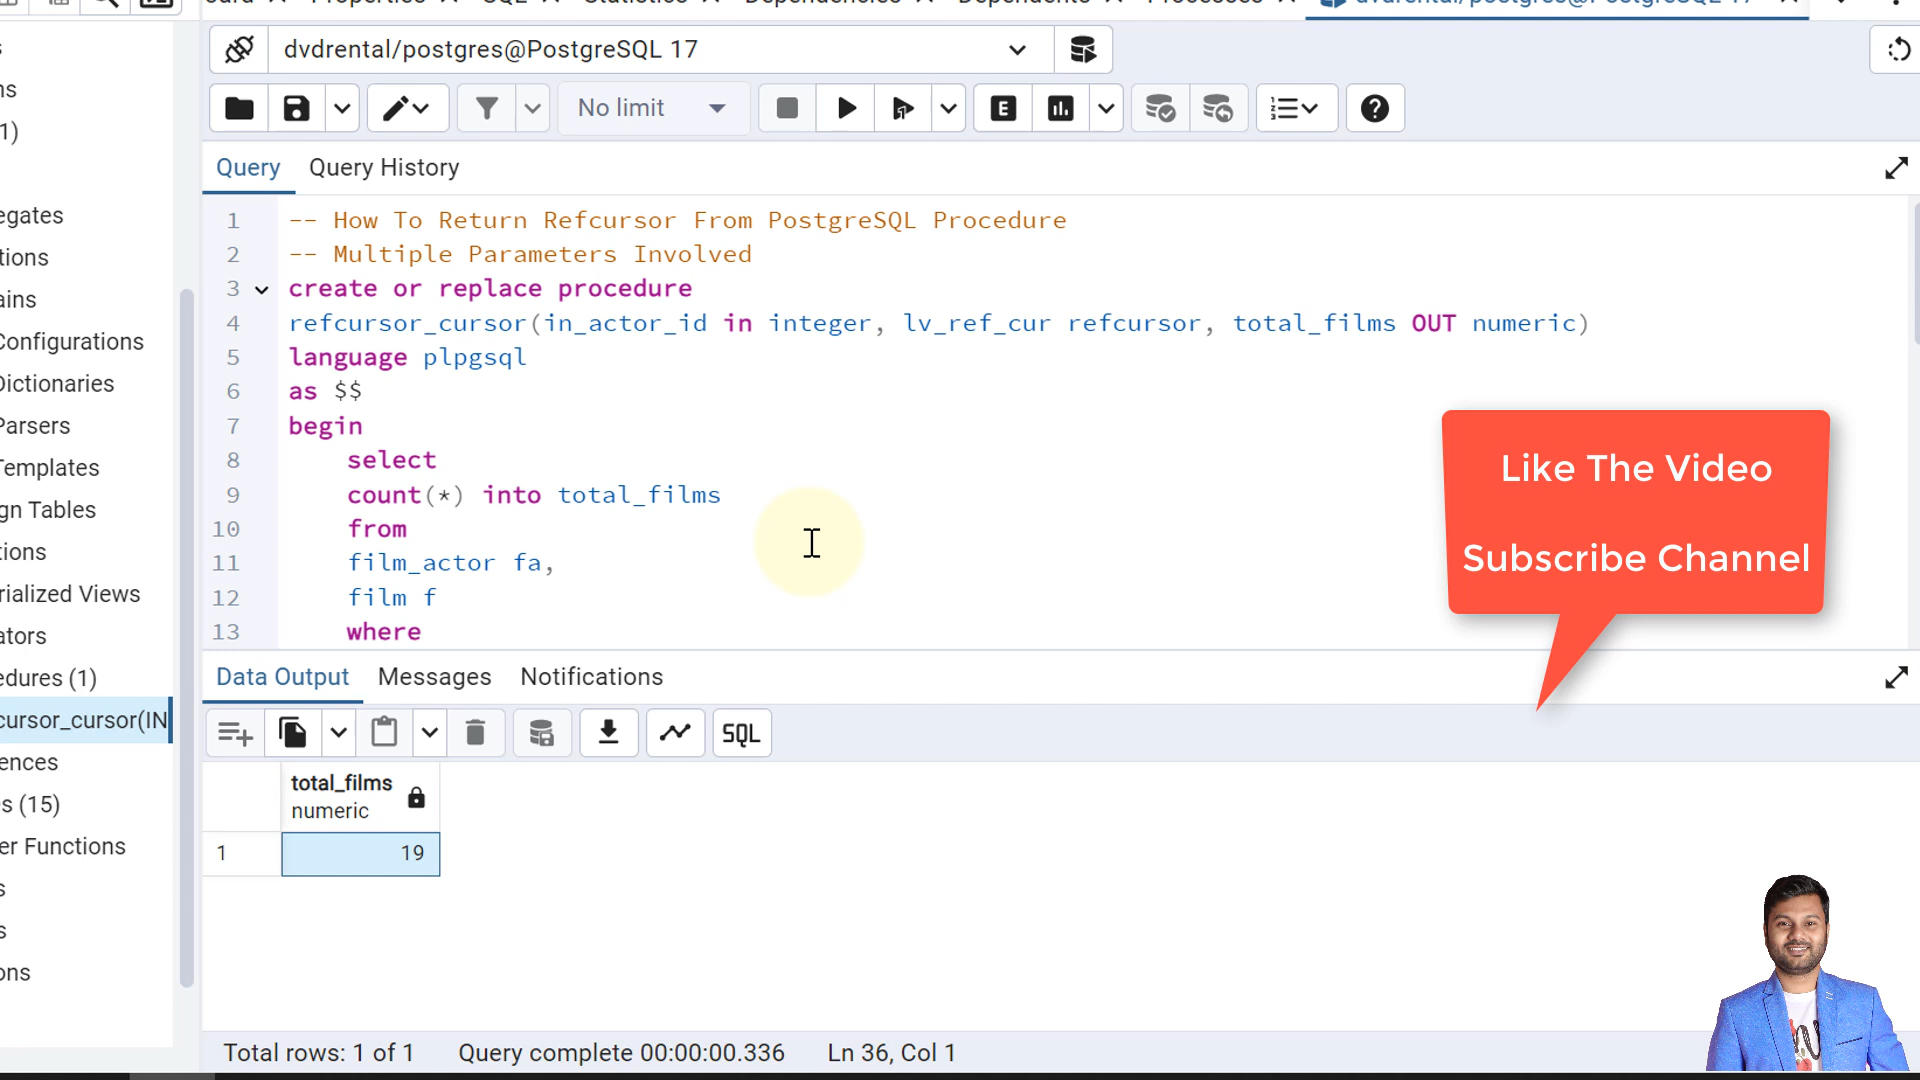 dvdrental/postgres@PostgreSQL 17
No limit
Query
Query History
1 -- How To Return Refcursor From PostgreSQL Procedure
2 -- Multiple Parameters Involved
3 create or replace procedure
4 refcursor_cursor(in_actor_id in integer, lv_ref_cur refcursor, total_films OUT numeric)
5 language plpgsql
6 as $$
7 begin
8 select
9 count(*) into total_films
10 from
11 film_actor fa,
12 film f
13 where
Like The Video
Subscribe Channel
egates
tions
ains
Configurations
Dictionaries
Parsers
Templates
gn Tables
tions
rialized Views
ators
edures (1)
cursor_cursor(IN
ences
s (15)
er Functions
s
s
ons
Data Output
Messages
Notifications
SQL
total_films
numeric
1 19
Total rows: 1 of 1
Query complete 00:00:00.336
Ln 36, Col 1